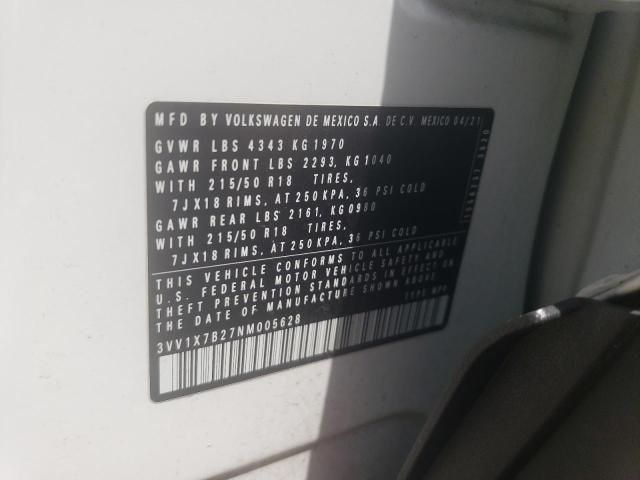 MFD BY VOLKSWAGEN DE MEXICO S.A. DE C.V. MEXICO 04/21
GVWR LBS 4343 KG 1970
GAWR FRONT LBS 2293, KG 1040
WITH 215/50 R18 TIRES,
7JX18 RIMS, AT 250 KPA, 36 PSI COLD
GAWR REAR LBS 2161, KG 0980
WITH 215/50 R18 TIRES,
7JX18 RIMS, AT 250 KPA, 36 PSI COLD
THIS VEHICLE CONFORMS TO ALL APPLICABLE
U.S. FEDERAL MOTOR VEHICLE SAFETY AND
THEFT PREVENTION STANDARDS IN EFFECT ON
THE DATE OF MANUFACTURE SHOWN ABOVE.
3VV1X7B27NM005628 TYPE MPV